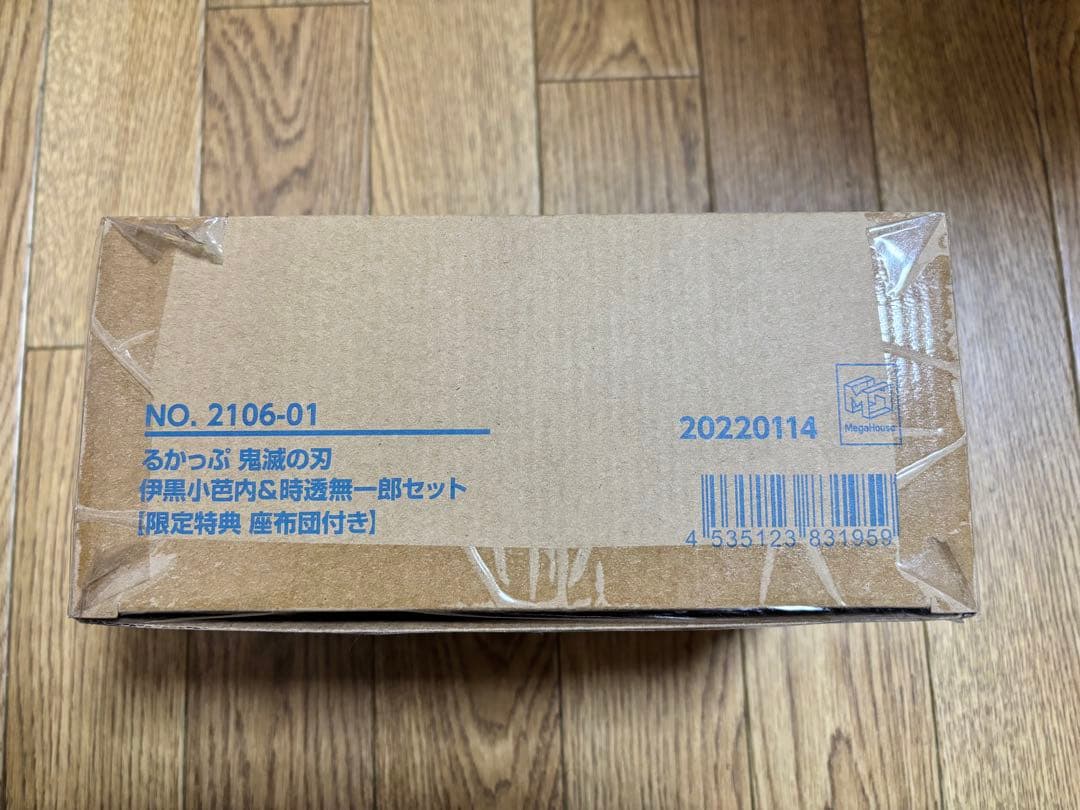 NO. 2106-01
るかっぷ 鬼滅の刃
伊黒小芭内&時透無一郎セット
【限定特典 座布団付き】
20220114
MegaHouse
4 535123 831959